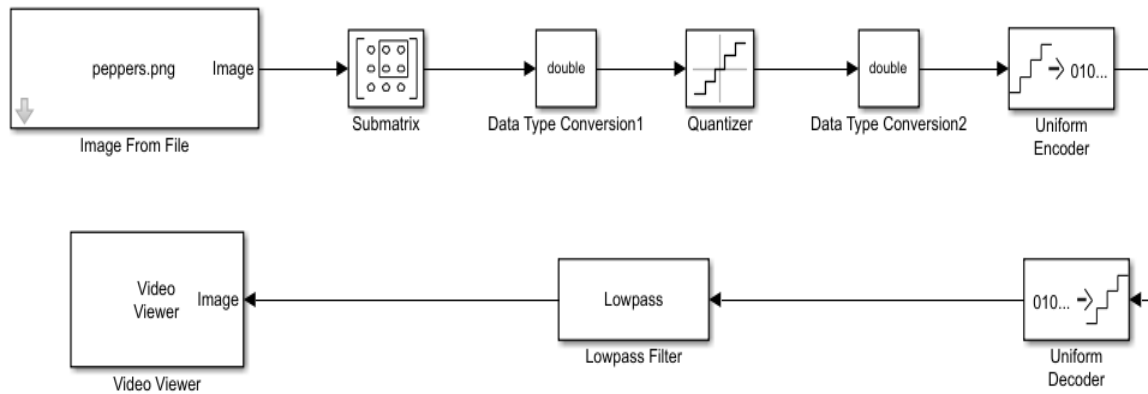 peppers.png
Image
Image From File
Submatrix
double
Data Type Conversion1
Quantizer
double
Data Type Conversion2
010...
Uniform
Encoder
Video
Viewer
Image
Video Viewer
Lowpass
Lowpass Filter
010...
Uniform
Decoder